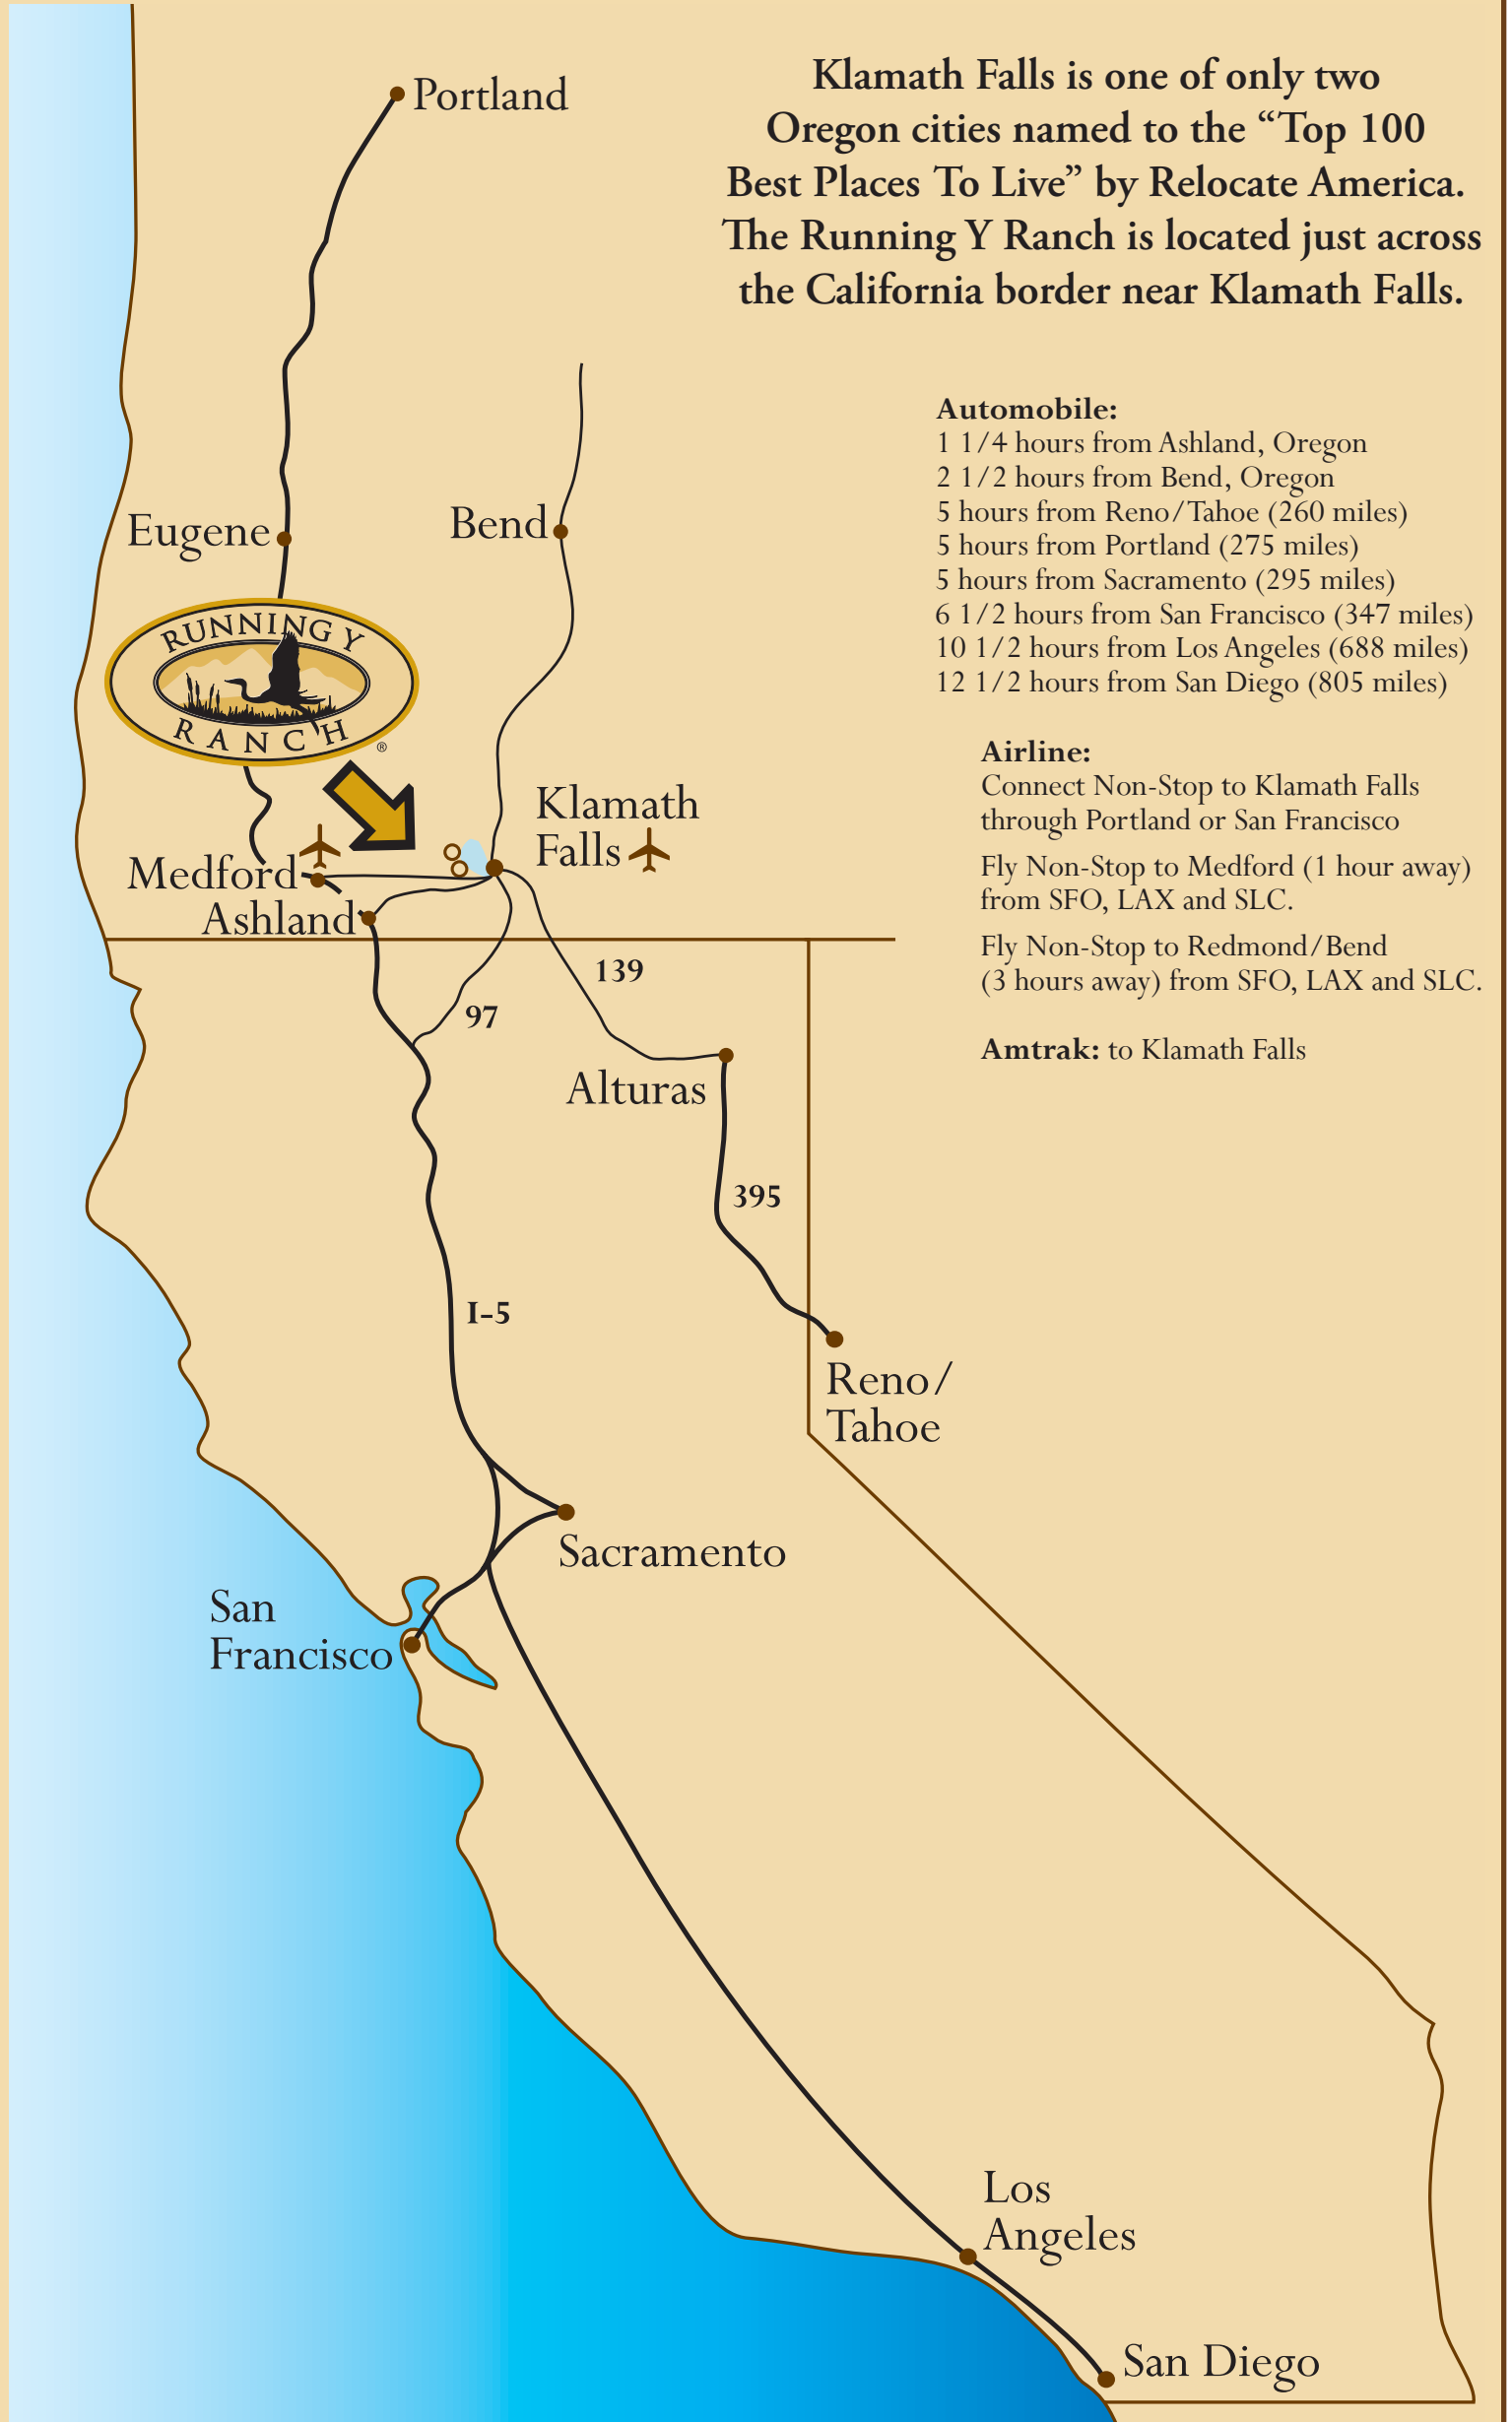 Klamath Falls is one of only two
Oregon cities named to the “Top 100
Best Places To Live” by Relocate America.
The Running Y Ranch is located just across
the California border near Klamath Falls.
Portland
Automobile:
1 1/4 hours from Ashland, Oregon
2 1/2 hours from Bend, Oregon
5 hours from Reno/Tahoe (260 miles)
5 hours from Portland (275 miles)
5 hours from Sacramento (295 miles)
6 1/2 hours from San Francisco (347 miles)
10 1/2 hours from Los Angeles (688 miles)
12 1/2 hours from San Diego (805 miles)
Eugene
Bend
RUNNING Y
RANCH
®
Airline:
Connect Non-Stop to Klamath Falls
through Portland or San Francisco
Fly Non-Stop to Medford (1 hour away)
from SFO, LAX and SLC.
Fly Non-Stop to Redmond/Bend
(3 hours away) from SFO, LAX and SLC.
Amtrak: to Klamath Falls
Klamath
Falls
Medford
Ashland
139
97
Alturas
395
I-5
Reno/
Tahoe
Sacramento
San
Francisco
Los
Angeles
San Diego